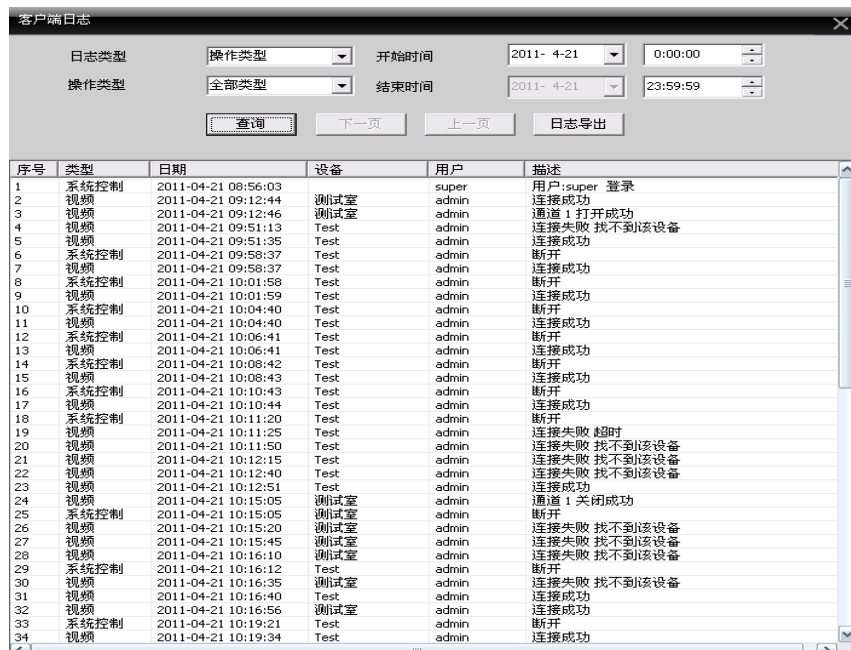 客户端日志
日志类型 操作类型 开始时间 2011- 4-21 0:00:00
操作类型 全部类型 结束时间 2011- 4-21 23:59:59
查询 下一页 上一页 日志导出
序号 类型 日期 设备 用户 描述
1 系统控制 2011-04-21 08:56:03 super 用户:super 登录
2 视频 2011-04-21 09:12:44 测试室 admin 连接成功
3 视频 2011-04-21 09:12:46 测试室 admin 通道 1 打开成功
4 视频 2011-04-21 09:51:13 Test admin 连接失败 找不到该设备
5 视频 2011-04-21 09:51:35 Test admin 连接成功
6 系统控制 2011-04-21 09:58:37 Test admin 断开
7 视频 2011-04-21 09:58:37 Test admin 连接成功
8 系统控制 2011-04-21 10:01:58 Test admin 断开
9 视频 2011-04-21 10:01:59 Test admin 连接成功
10 系统控制 2011-04-21 10:04:40 Test admin 断开
11 视频 2011-04-21 10:04:40 Test admin 连接成功
12 系统控制 2011-04-21 10:06:41 Test admin 断开
13 视频 2011-04-21 10:06:41 Test admin 连接成功
14 系统控制 2011-04-21 10:08:42 Test admin 断开
15 视频 2011-04-21 10:08:43 Test admin 连接成功
16 系统控制 2011-04-21 10:10:43 Test admin 断开
17 视频 2011-04-21 10:10:44 Test admin 连接成功
18 系统控制 2011-04-21 10:11:20 Test admin 断开
19 视频 2011-04-21 10:11:25 Test admin 连接失败 超时
20 视频 2011-04-21 10:11:50 Test admin 连接失败 找不到该设备
21 视频 2011-04-21 10:12:15 Test admin 连接失败 找不到该设备
22 视频 2011-04-21 10:12:40 Test admin 连接失败 找不到该设备
23 视频 2011-04-21 10:12:51 Test admin 连接成功
24 视频 2011-04-21 10:15:05 测试室 admin 通道 1 关闭成功
25 系统控制 2011-04-21 10:15:05 测试室 admin 断开
26 视频 2011-04-21 10:15:20 测试室 admin 连接失败 找不到该设备
27 视频 2011-04-21 10:15:45 测试室 admin 连接失败 找不到该设备
28 视频 2011-04-21 10:16:10 测试室 admin 连接失败 找不到该设备
29 系统控制 2011-04-21 10:16:12 Test admin 断开
30 视频 2011-04-21 10:16:35 测试室 admin 连接失败 找不到该设备
31 视频 2011-04-21 10:16:40 Test admin 连接成功
32 视频 2011-04-21 10:16:56 测试室 admin 连接成功
33 系统控制 2011-04-21 10:19:21 Test admin 断开
34 视频 2011-04-21 10:19:34 Test admin 连接成功